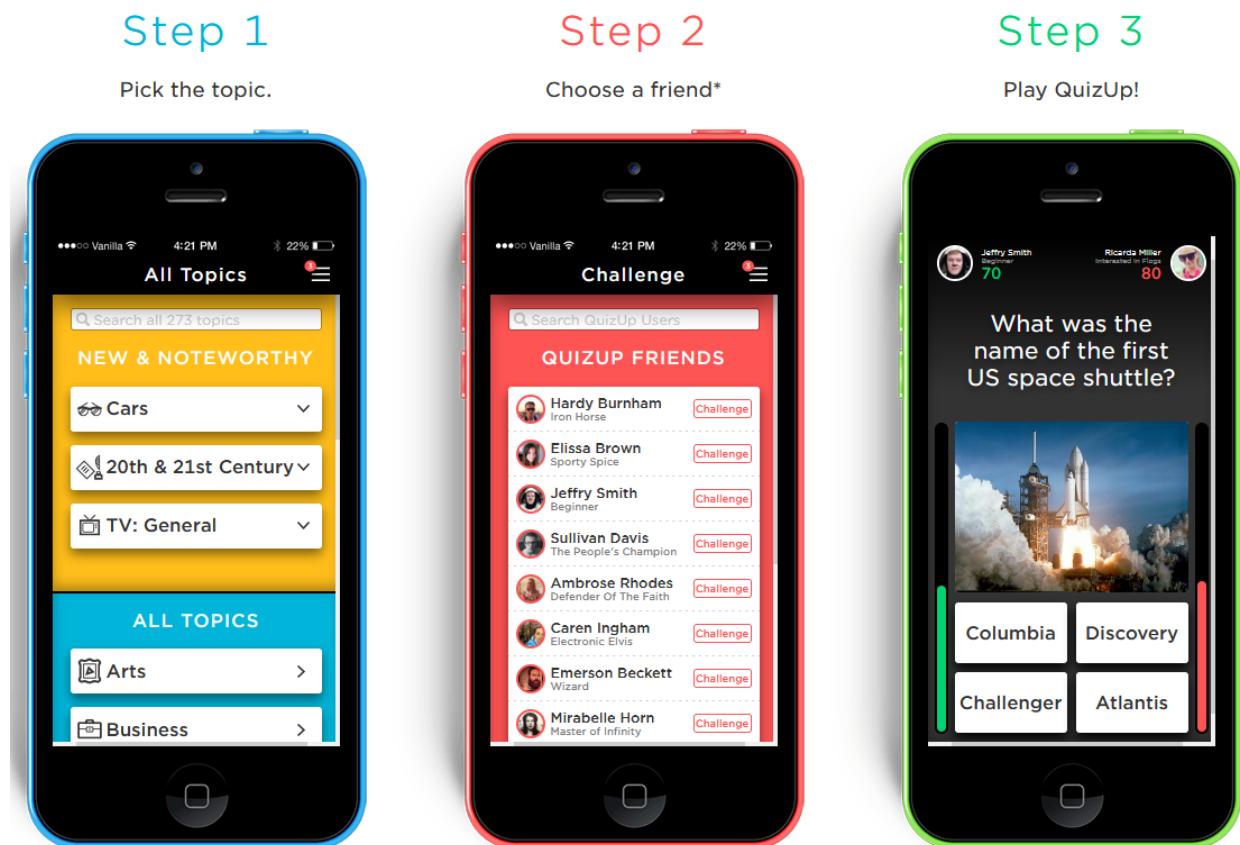 Step 1
Pick the topic.
Vanilla 4:21 PM 22%
All Topics 3
Search all 273 topics
NEW & NOTEWORTHY
Cars
20th & 21st Century
TV: General
ALL TOPICS
Arts
Business
Step 2
Choose a friend*
Vanilla 4:21 PM 22%
Challenge 3
Search QuizUp Users
QUIZUP FRIENDS
Hardy Burnham
Iron Horse
Challenge
Elissa Brown
Sporty Spice
Challenge
Jeffry Smith
Beginner
Challenge
Sullivan Davis
The People's Champion
Challenge
Ambrose Rhodes
Defender Of The Faith
Challenge
Caren Ingham
Electronic Elvis
Challenge
Emerson Beckett
Wizard
Challenge
Mirabelle Horn
Master of Infinity
Challenge
Step 3
Play QuizUp!
Jeffry Smith
Beginner
70
Ricarda Miller
Interested in Flags
80
What was the
name of the first
US space shuttle?
Columbia
Discovery
Challenger
Atlantis